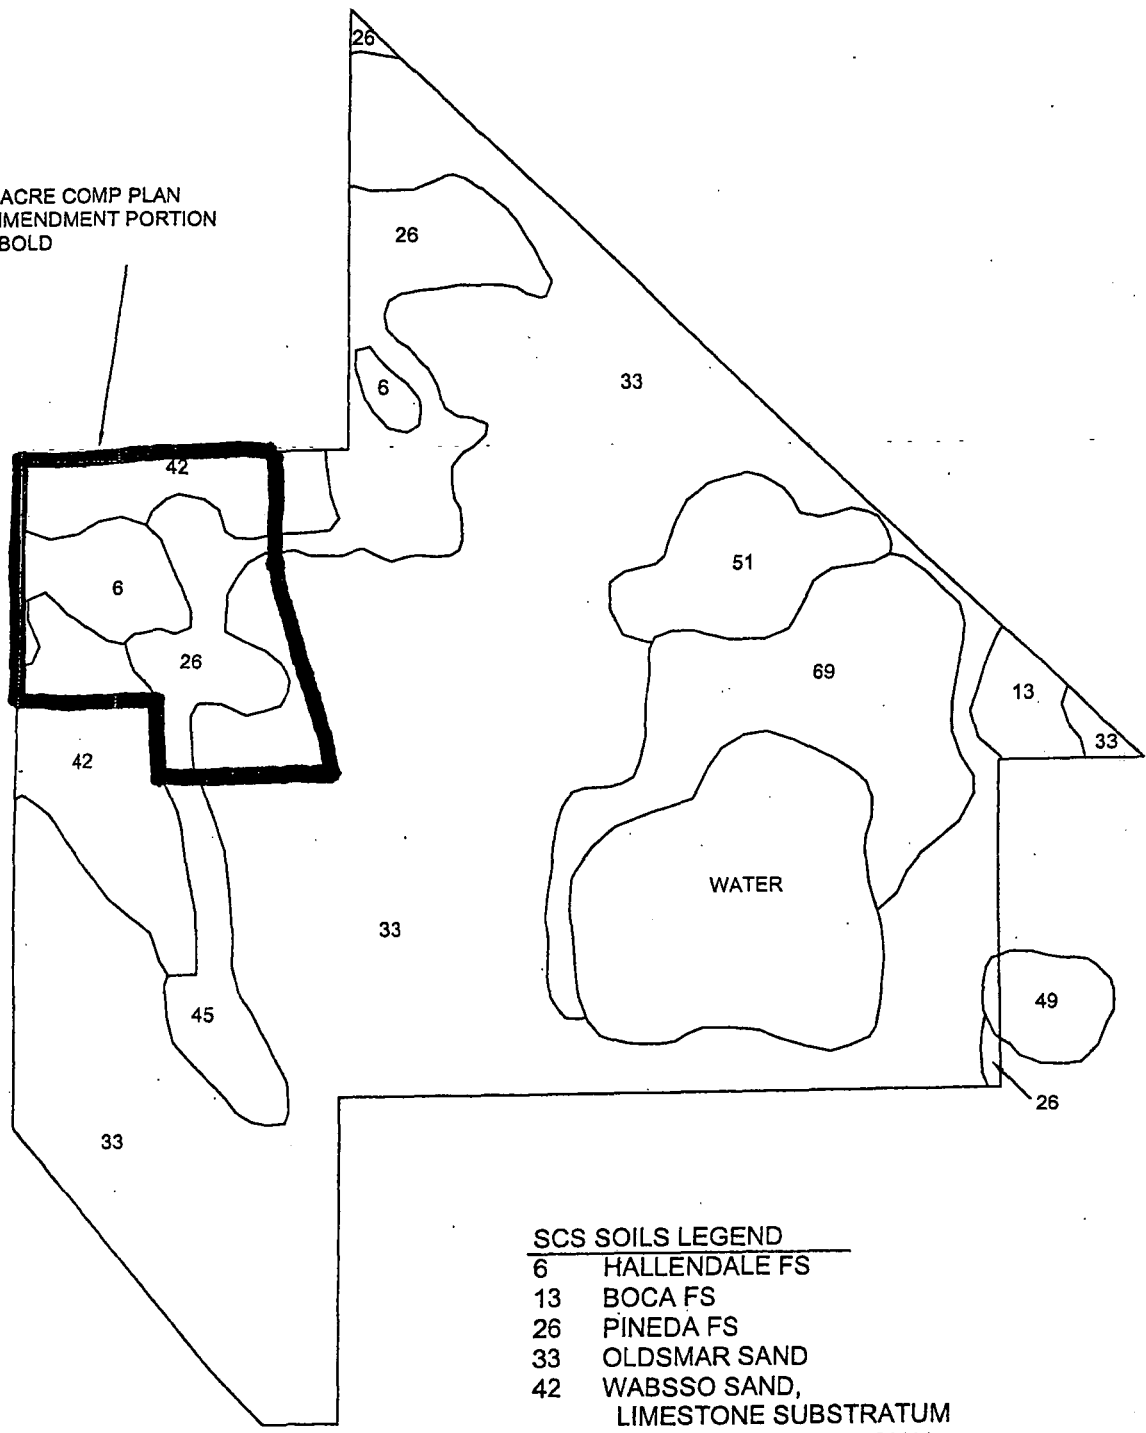 26
ACRE COMP PLAN
MENDMENT PORTION
BOLD
26
6
33
42
51
6
26
69
13
33
42
WATER
33
49
45
26
33
SCS SOILS LEGEND
6 HALLENDALE FS
13 BOCA FS
26 PINEDA FS
33 OLDSMAR SAND
42 WABSSO SAND,
LIMESTONE SUBSTRATUM